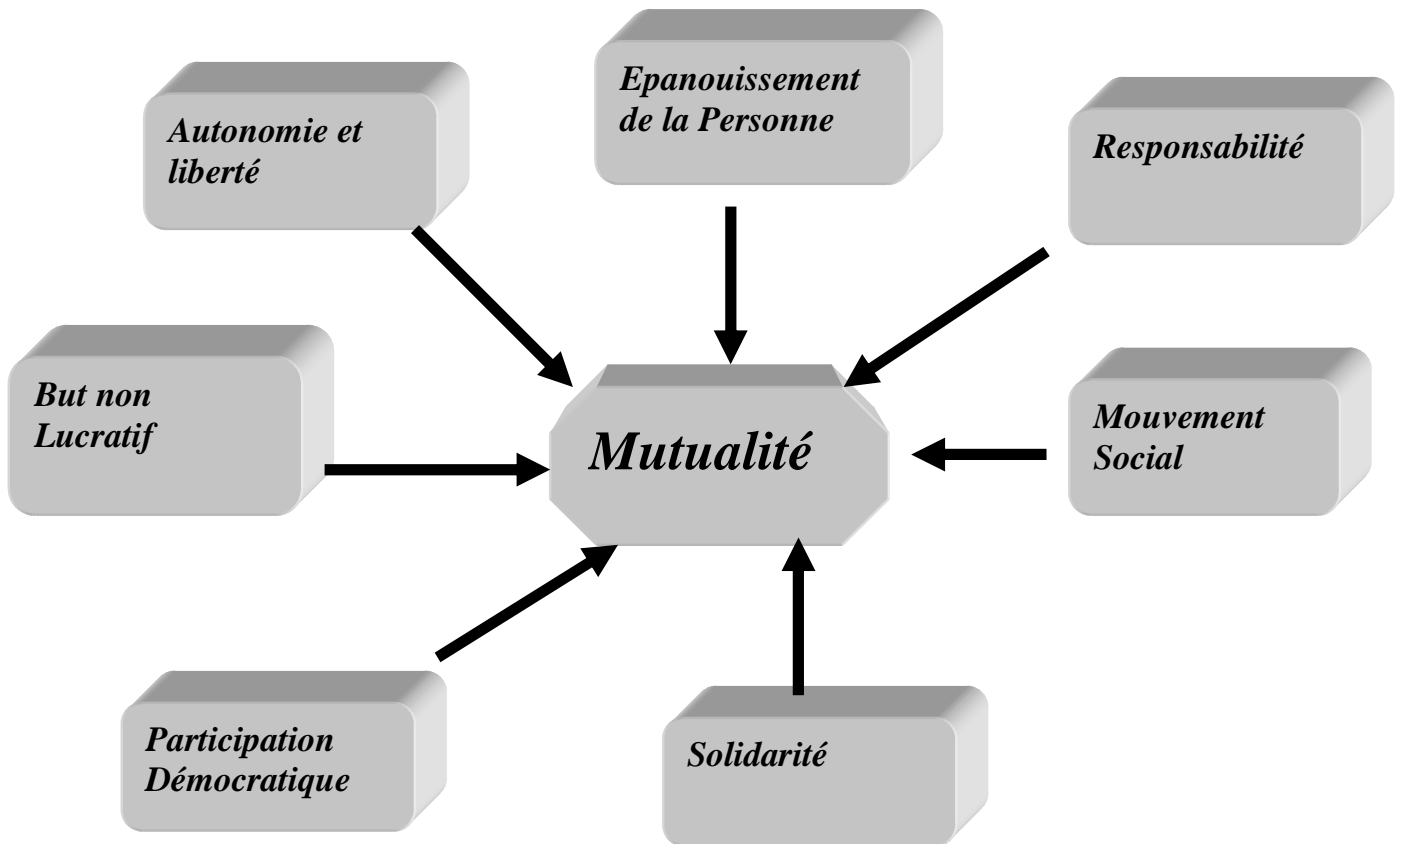 Epanouissement
de la Personne
Autonomie et
liberté
Responsabilité
But non
Lucratif
Mouvement
Social
Mutualité
Participation
Démocratique
Solidarité